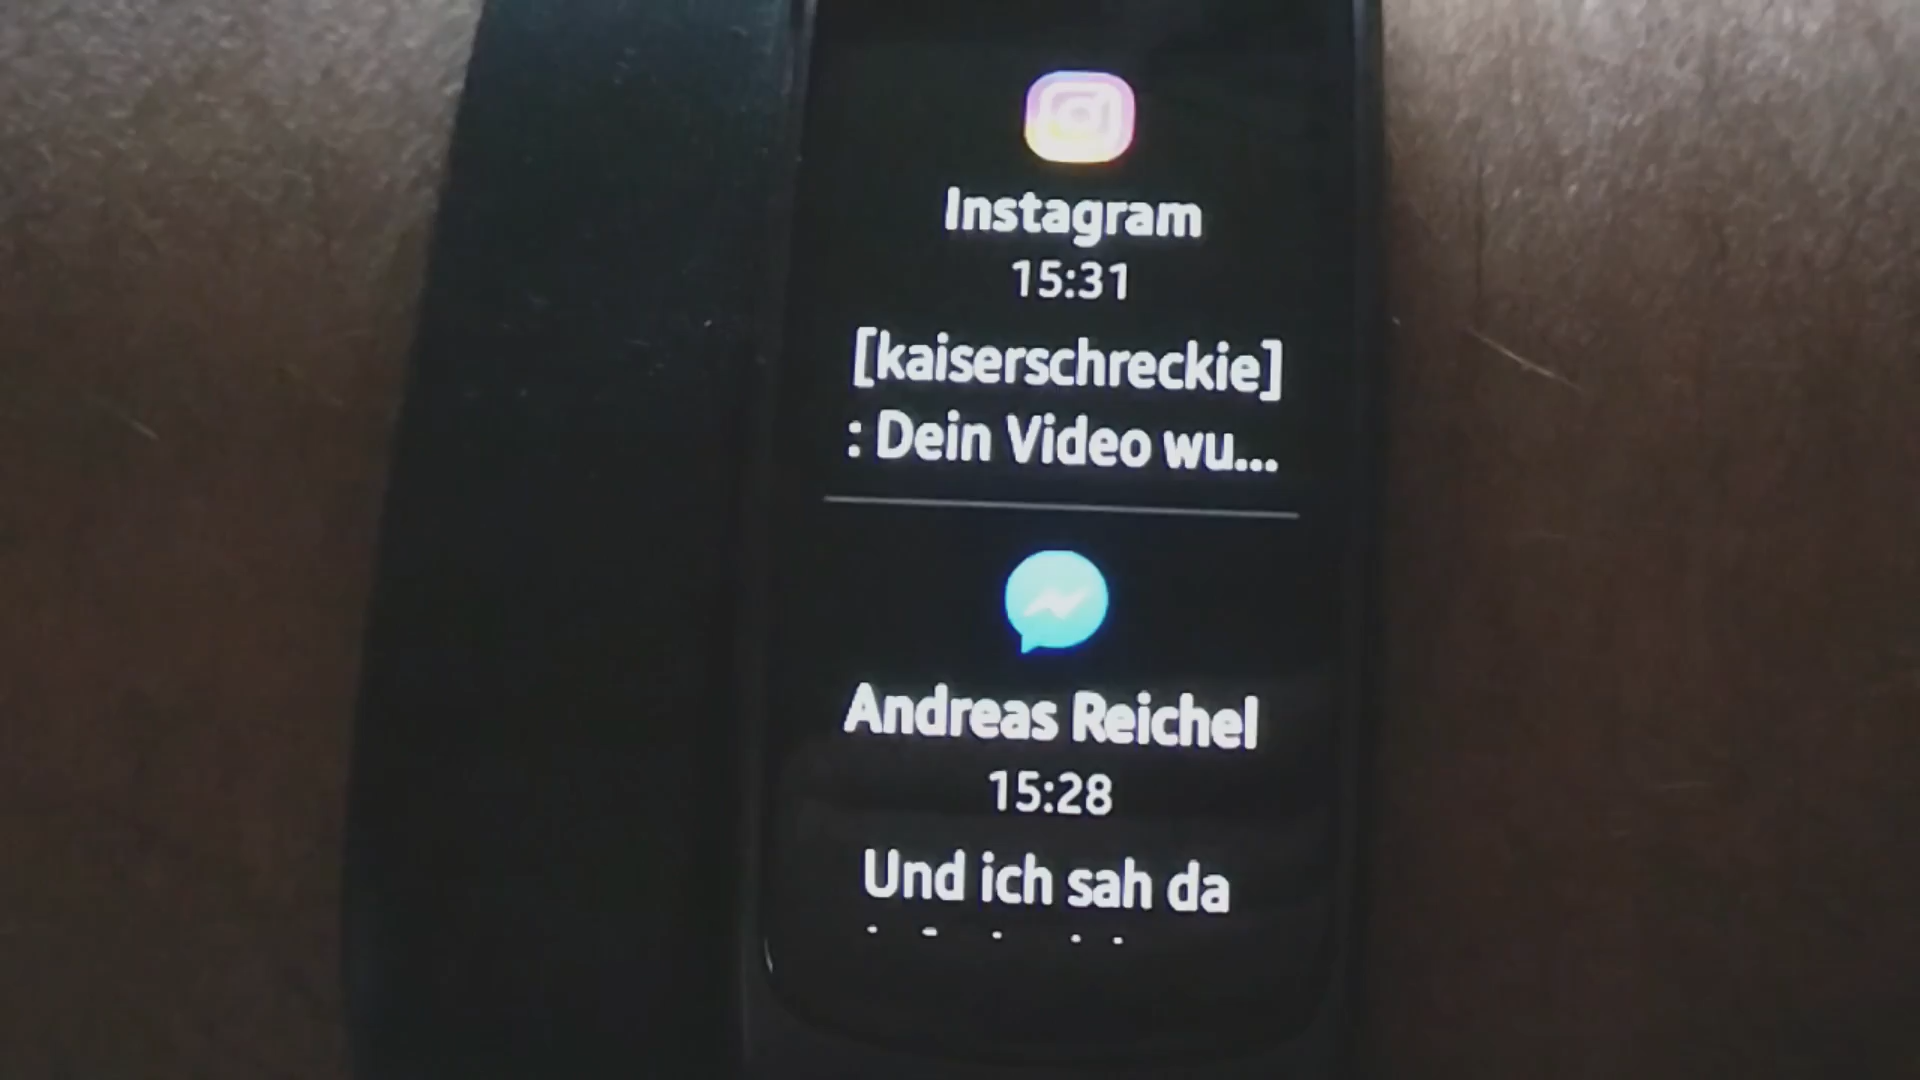 Instagram
15:31
[kaiserschreckie]
: Dein Video wu...
Andreas Reichel
15:28
Und ich sah da